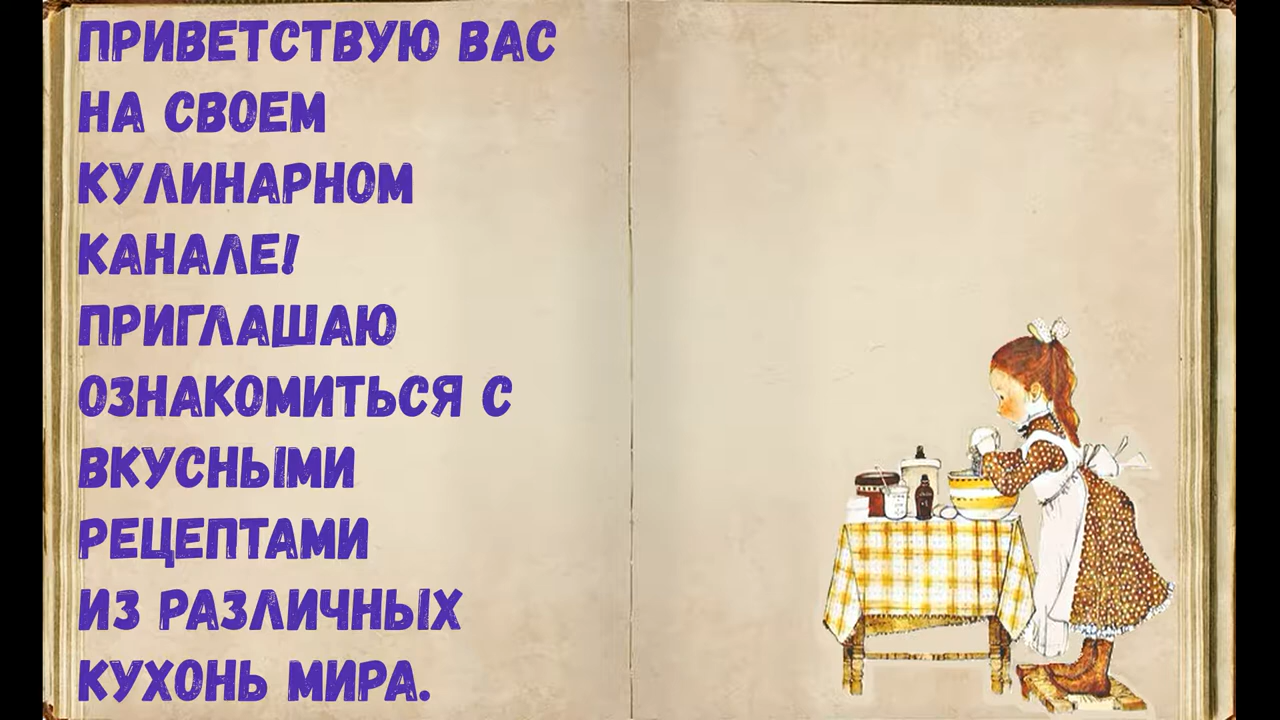 ПРИВЕТСТВУЮ ВАС
НА СВОЕМ
КУЛИНАРНОМ
КАНАЛЕ!
ПРИГЛАШАЮ
ОЗНАКОМИТЬСЯ С
ВКУСНЫМИ
РЕЦЕПТАМИ
ИЗ РАЗЛИЧНЫХ
КУХОНЬ МИРА.